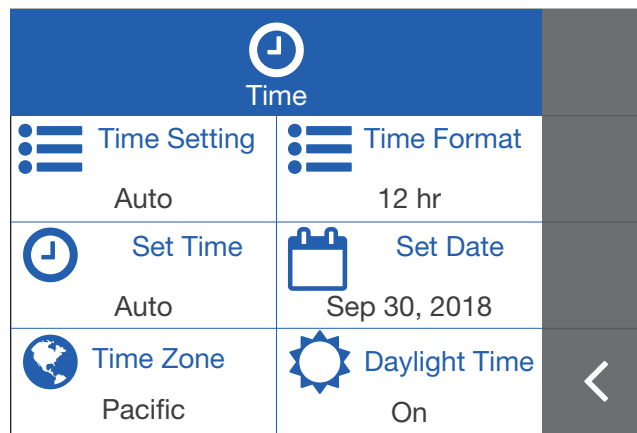 Time
Time Setting
Time Format
Auto
12 hr
Set Time
Set Date
Auto
Sep 30, 2018
Time Zone
Daylight Time
Pacific
On